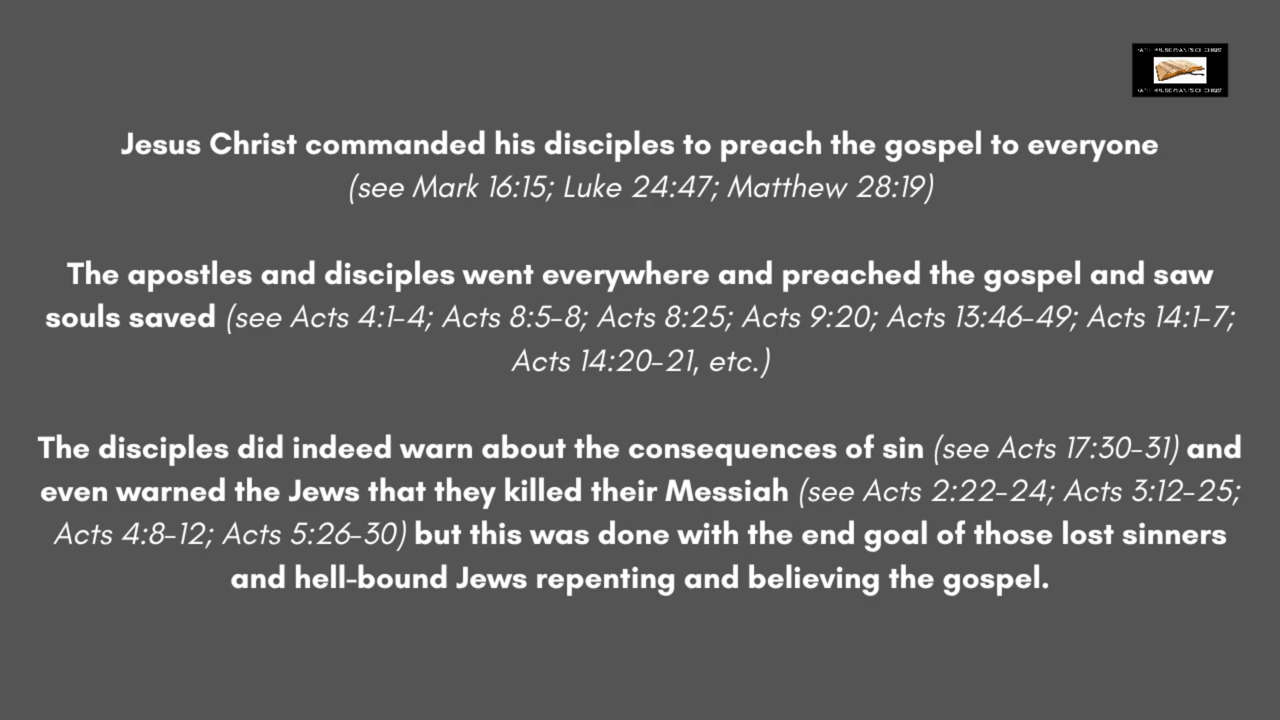 Jesus Christ commanded his disciples to preach the gospel to everyone
(see Mark 16:15; Luke 24:47; Matthew 28:19)
The apostles and disciples went everywhere and preached the gospel and saw
souls saved (see Acts 4:1-4; Acts 8:5-8; Acts 8:25; Acts 9:20; Acts 13:46-49; Acts 14:1-7;
Acts 14:20-21, etc.)
The disciples did indeed warn about the consequences of sin (see Acts 17:30-31) and
even warned the Jews that they killed their Messiah (see Acts 2:22-24; Acts 3:12-25;
Acts 4:8-12; Acts 5:26-30) but this was done with the end goal of those lost sinners
and hell-bound Jews repenting and believing the gospel.